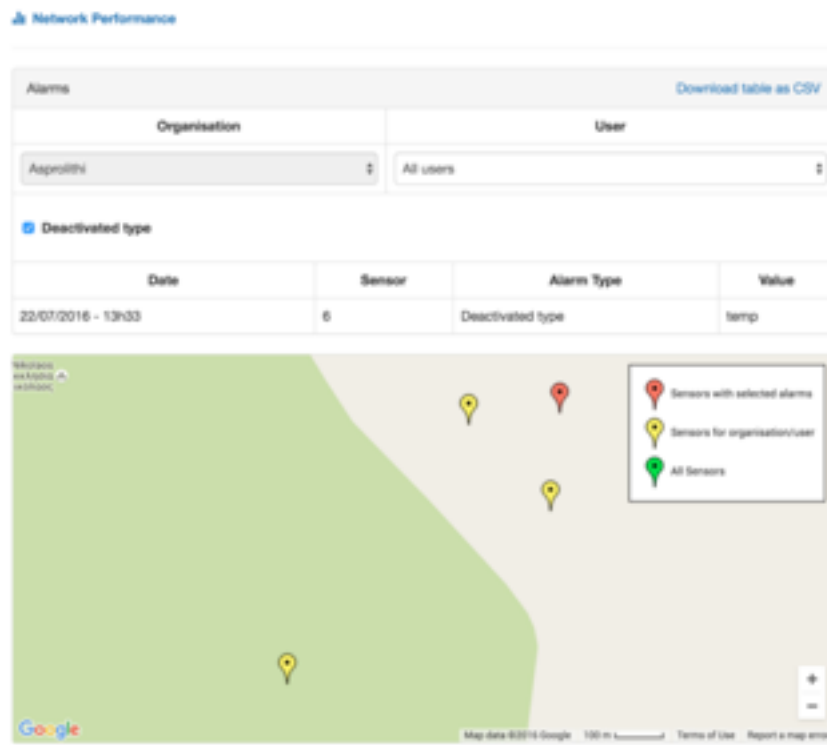 Network Performance
Alarms
Download table as CSV
Organisation
User
Asprolithi
All users
Deactivated type
Date
Sensor
Alarm Type
Value
22/07/2016 - 13h33
6
Deactivated type
temp
Sensors with selected alarms
Sensors for organisation/user
All Sensors
+
−
Google
Map data ©2016 Google
100 m
Terms of Use
Report a map error